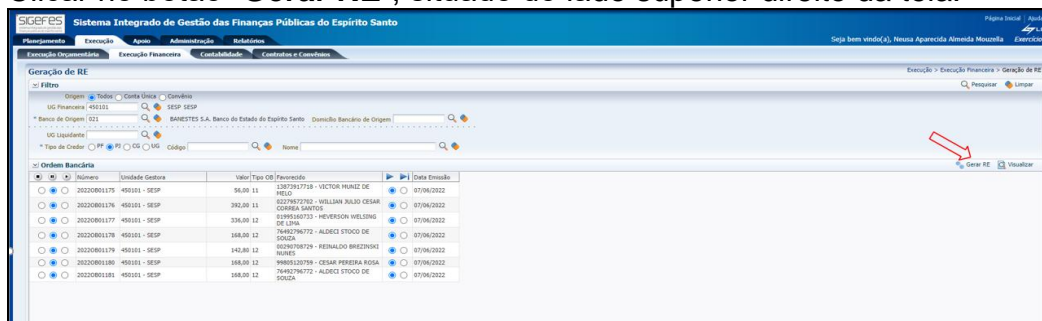 Clicar no botão "Gerar RE", situado do lado superior direito da tela.
SIGEFES Sistema Integrado de Gestão das Finanças Públicas do Espírito Santo
Página Inicial
Planejamento Execução Apoio Administração Relatórios
Seja bem vindo(a), Neusa Aparecida Almeida Mouzella
Execução Orçamentária Execução Financeira Contabilidade Contratos e Convênios
Geração de RE
Execução > Execução Financeira > Geração de RE
Filtro
Pesquisar Limpar
Origem Todos Conta Única Convênio
UG Financeira 450101 SESP SESP
* Banco de Origem 021 BANESTES S.A. Banco do Estado do Espírito Santo Domicílio Bancário de Origem
UG Liquidante
* Tipo de Credor PF PJ CG UG Código Nome
Ordem Bancária
Gerar RE Visualizar
Número Unidade Gestora Valor Tipo OB Favorecido Data Emissão
2022OB01175 450101 - SESP 56,00 11 13873917718 - VICTOR MUNIZ DE MELO 07/06/2022
2022OB01176 450101 - SESP 392,00 11 02279572702 - WILLIAN JULIO CESAR CORREA SANTOS 07/06/2022
2022OB01177 450101 - SESP 336,00 12 01995160733 - HEVERSON WELSING DE LIMA 07/06/2022
2022OB01178 450101 - SESP 168,00 12 76492796772 - ALDECI STOCO DE SOUZA 07/06/2022
2022OB01179 450101 - SESP 142,80 12 00290708729 - REINALDO BREZINSKI NUNES 07/06/2022
2022OB01180 450101 - SESP 168,00 12 99805120759 - CESAR PEREIRA ROSA 07/06/2022
2022OB01181 450101 - SESP 168,00 12 76492796772 - ALDECI STOCO DE SOUZA 07/06/2022